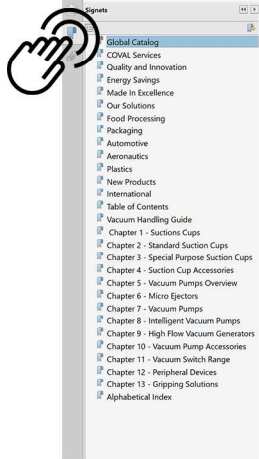 Signets
Global Catalog
COVAL Services
Quality and Innovation
Energy Savings
Made In Excellence
Our Solutions
Food Processing
Packaging
Automotive
Aeronautics
Plastics
New Products
International
Table of Contents
Vacuum Handling Guide
Chapter 1 - Suctions Cups
Chapter 2 - Standard Suction Cups
Chapter 3 - Special Purpose Suction Cups
Chapter 4 - Suction Cup Accessories
Chapter 5 - Vacuum Pumps Overview
Chapter 6 - Micro Ejectors
Chapter 7 - Vacuum Pumps
Chapter 8 - Intelligent Vacuum Pumps
Chapter 9 - High Flow Vacuum Generators
Chapter 10 - Vacuum Pump Accessories
Chapter 11 - Vacuum Switch Range
Chapter 12 - Peripheral Devices
Chapter 13 - Gripping Solutions
Alphabetical Index